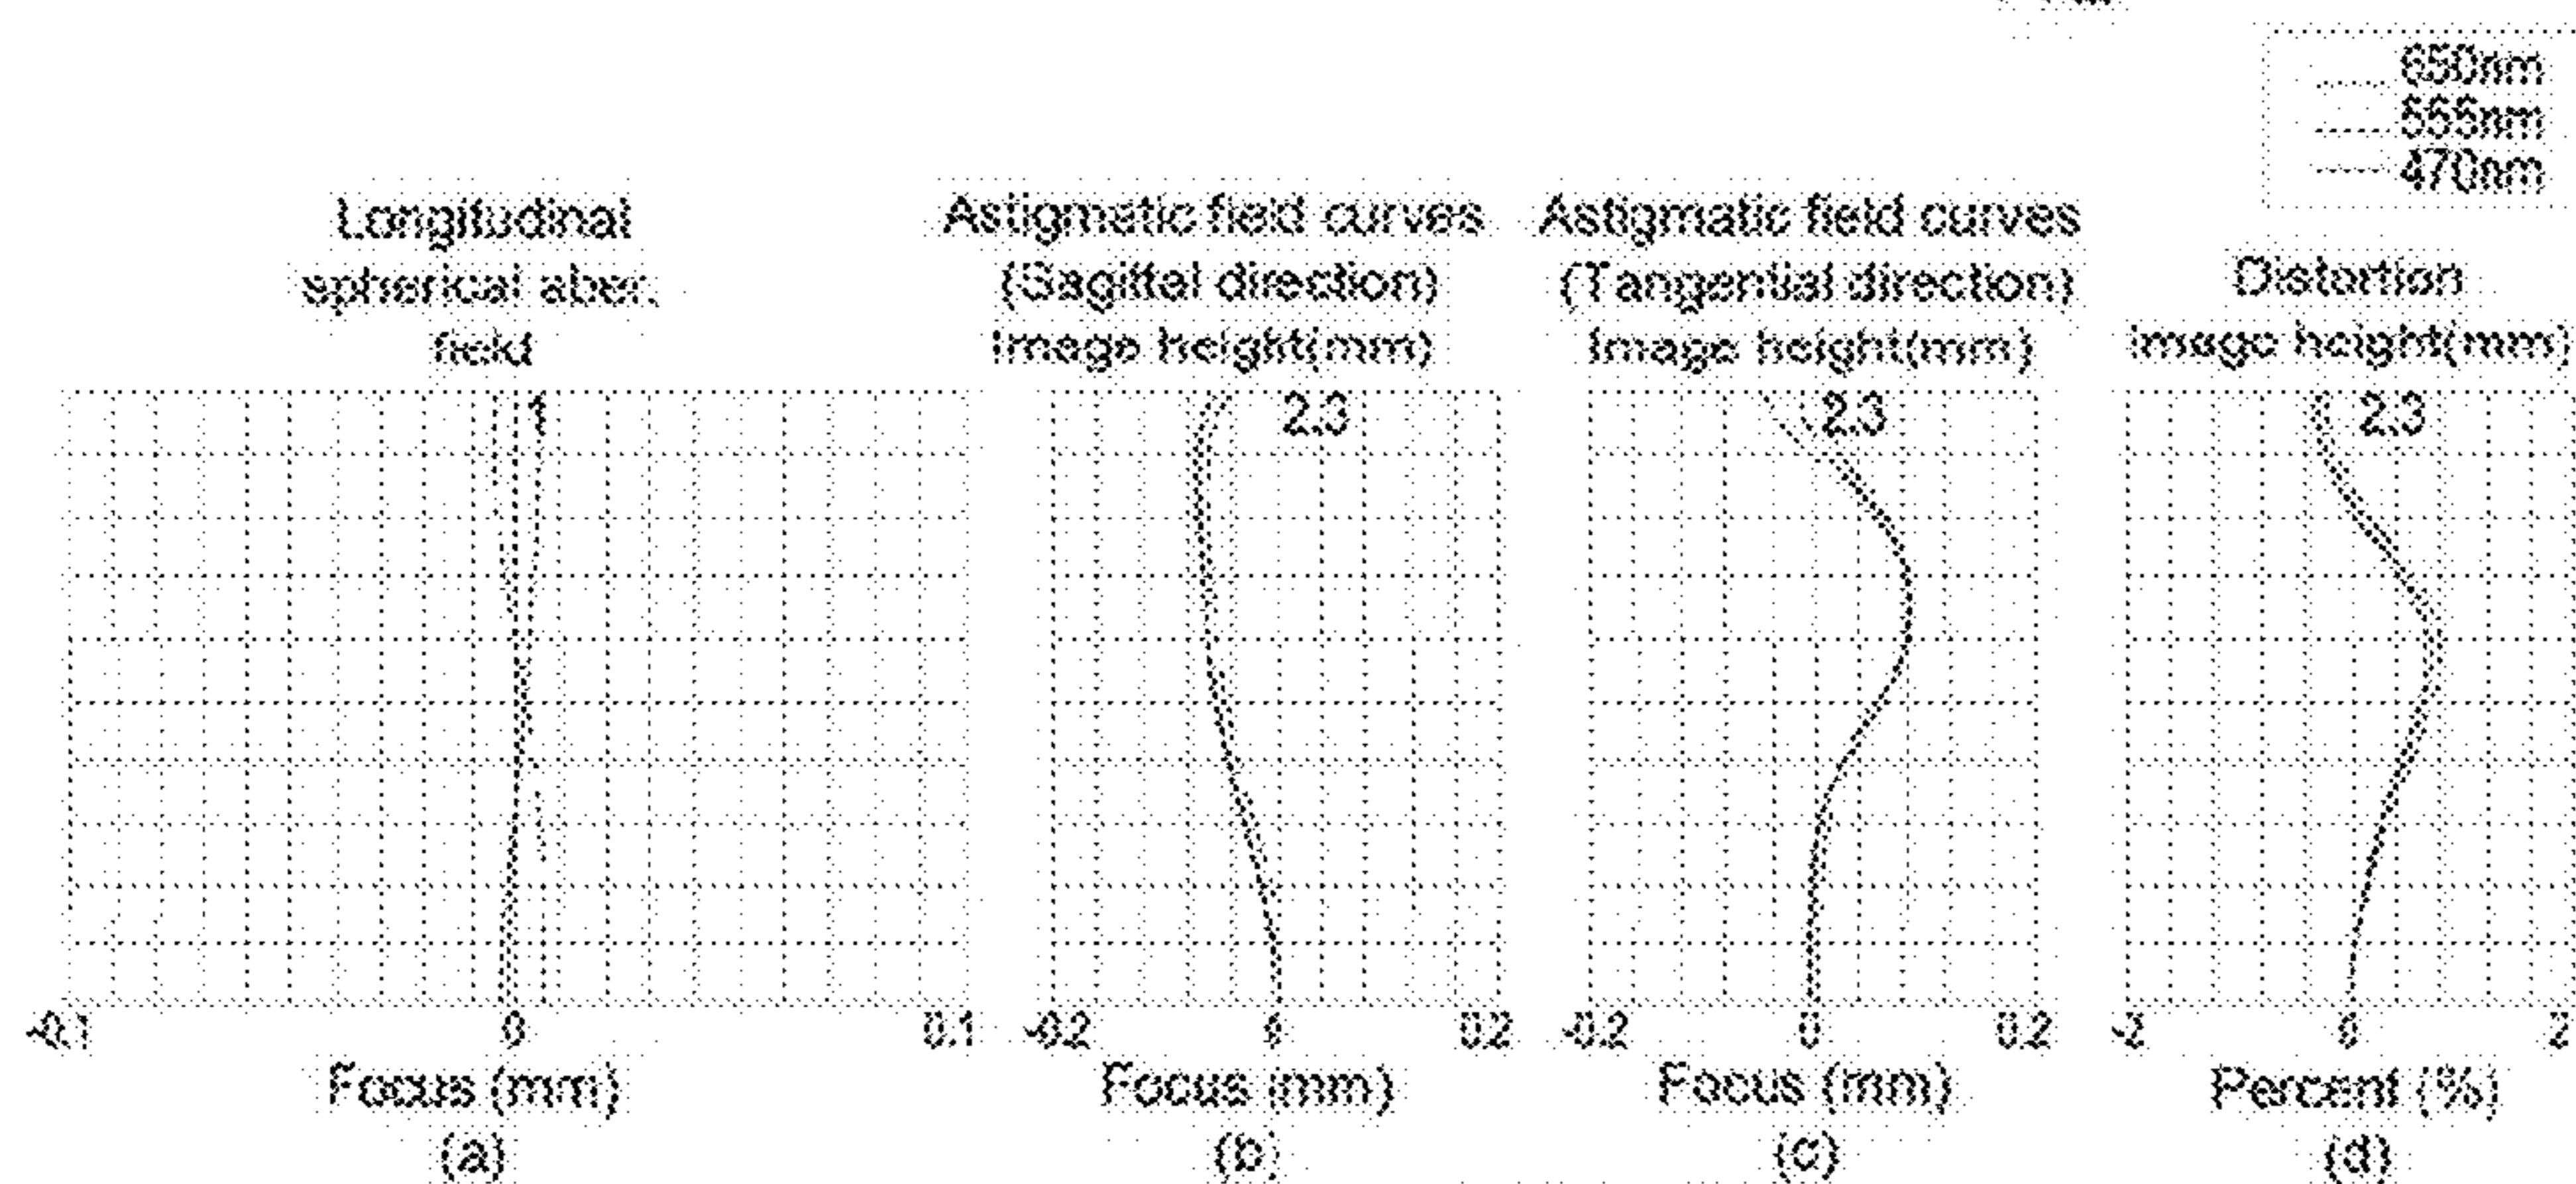 650nm
555nm
470nm
Longitudinal
spherical aber.
field
Astigmatic field curves
(Sagittal direction)
Image height(mm)
Astigmatic field curves
(Tangential direction)
Image height(mm)
Distortion
image height(mm)
1
2.3
2.3
2.3
-0.1 0 0.1
-0.2 0 0.2
-0.2 0 0.2
-2 0 2
Focus (mm)
Focus (mm)
Focus (mm)
Percent (%)
(a)
(b)
(c)
(d)